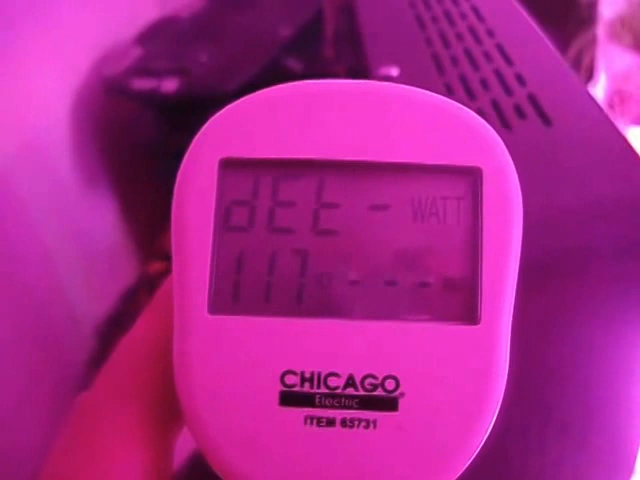 dEt - WATT
117 - - - -
CHICAGO
Electric
ITEM 65731